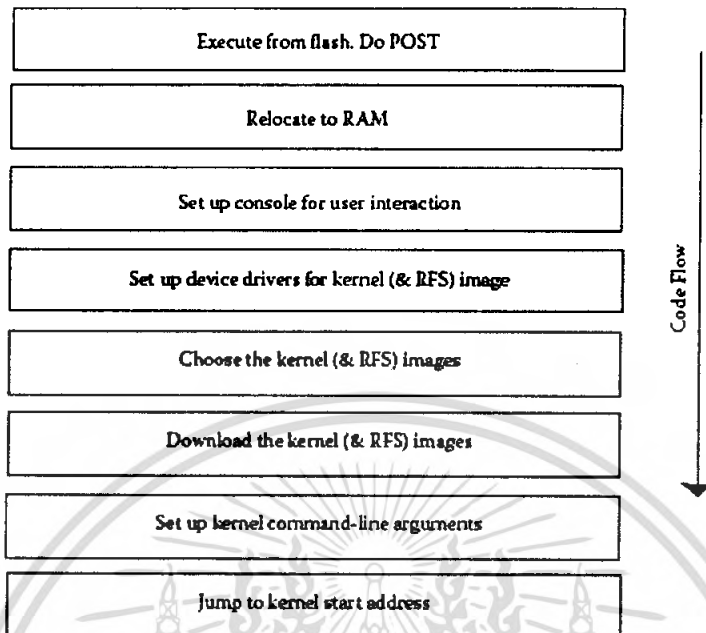 Execute from flash. Do POST
Relocate to RAM
Set up console for user interaction
Set up device drivers for kernel (& RFS) image
Choose the kernel (& RFS) images
Download the kernel (& RFS) images
Set up kernel command-line arguments
Jump to kernel start address
Code Flow